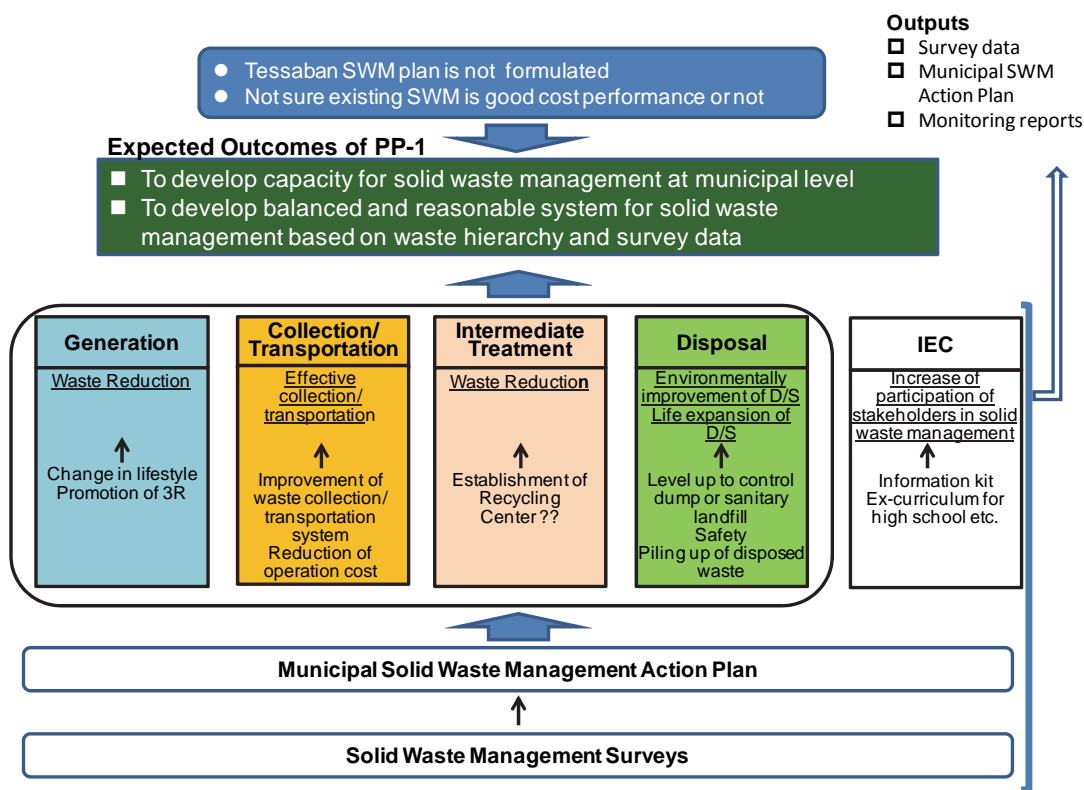 Outputs
Survey data
Municipal SWM
Action Plan
Monitoring reports
Tessaban SWM plan is not formulated
Not sure existing SWM is good cost performance or not
Expected Outcomes of PP-1
To develop capacity for solid waste management at municipal level
To develop balanced and reasonable system for solid waste
management based on waste hierarchy and survey data
Generation
Waste Reduction
Change in lifestyle
Promotion of 3R
Collection/
Transportation
Effective
collection/
transportation
Improvement of
waste collection/
transportation
system
Reduction of
operation cost
Intermediate
Treatment
Waste Reduction
Establishment of
Recycling
Center ??
Disposal
Environmentally
improvement of D/S
Life expansion of
D/S
Level up to control
dump or sanitary
landfill
Safety
Piling up of disposed
waste
IEC
Increase of
participation of
stakeholders in solid
waste management
Information kit
Ex-curriculum for
high school etc.
Municipal Solid Waste Management Action Plan
Solid Waste Management Surveys